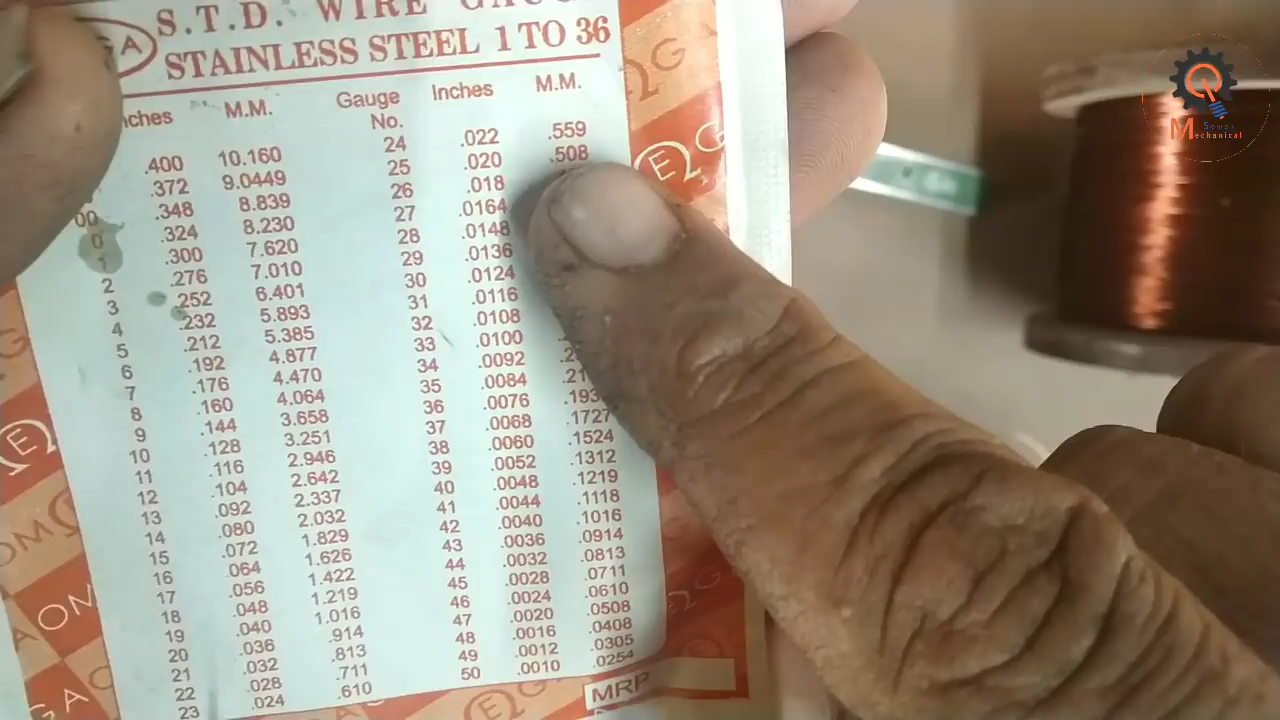 S.T.D. WIRE
STAINLESS STEEL 1 TO 36
M.M. Gauge No. Inches M.M.
.400 10.160 24 .022 .559
.372 9.0449 25 .020 .508
00 .348 8.839 26 .018
0 .324 8.230 27 .0164
1 .300 7.620 28 .0148
2 .276 7.010 29 .0136
3 .252 6.401 30 .0124
4 .232 5.893 31 .0116
5 .212 5.385 32 .0108
6 .192 4.877 33 .0100
7 .176 4.470 34 .0092
8 .160 4.064 35 .0084
9 .144 3.658 36 .0076 .193
10 .128 3.251 37 .0068 .1727
11 .116 2.946 38 .0060 .1524
12 .104 2.642 39 .0052 .1312
13 .092 2.337 40 .0048 .1219
14 .080 2.032 41 .0044 .1118
15 .072 1.829 42 .0040 .1016
16 .064 1.626 43 .0036 .0914
17 .056 1.422 44 .0032 .0813
18 .048 1.219 45 .0028 .0711
19 .040 1.016 46 .0024 .0610
20 .036 .914 47 .0020 .0508
21 .032 .813 48 .0016 .0408
22 .028 .711 49 .0012 .0305
23 .024 .610 50 .0010 .0254
MRP
Mechanical